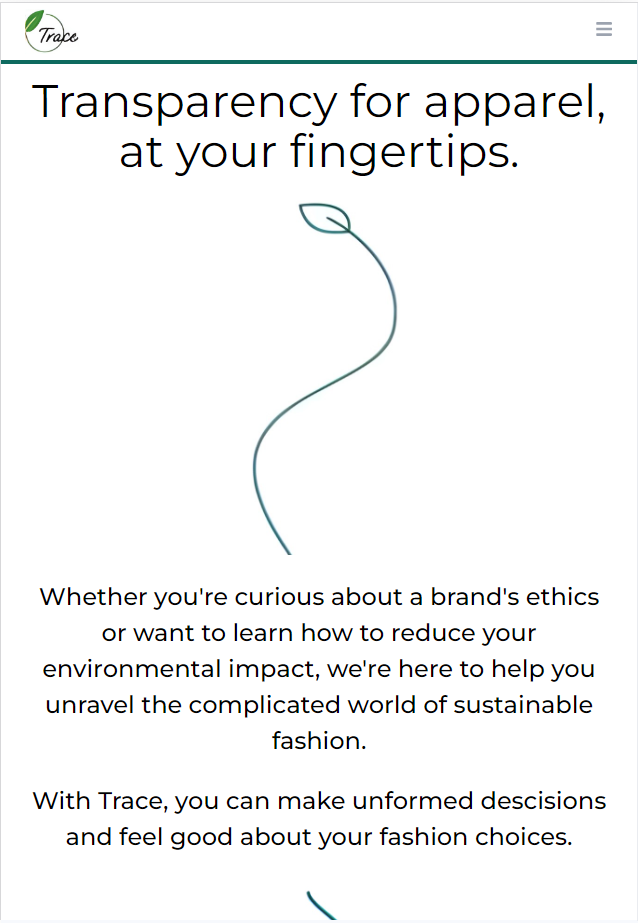 Trace
Transparency for apparel,
at your fingertips.
Whether you're curious about a brand's ethics
or want to learn how to reduce your
environmental impact, we're here to help you
unravel the complicated world of sustainable
fashion.
With Trace, you can make unformed descisions
and feel good about your fashion choices.